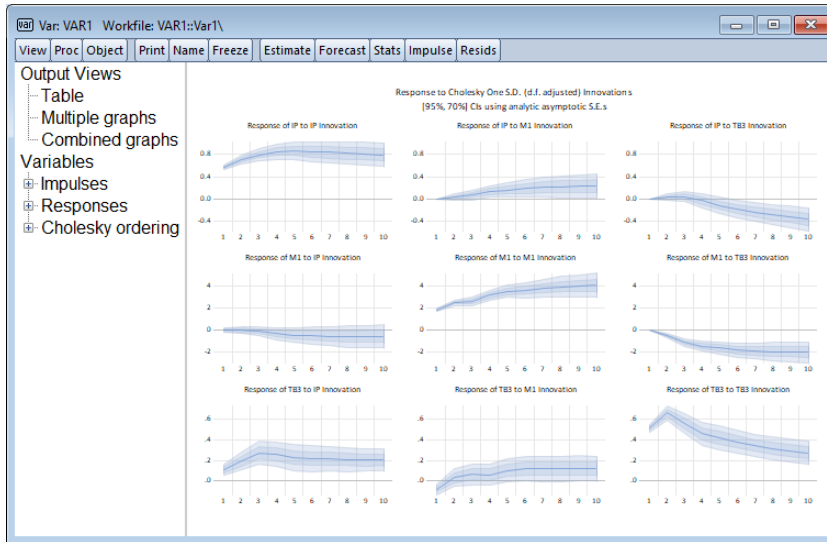 var Var: VAR1 Workfile: VAR1::Var1\
View Proc Object Print Name Freeze Estimate Forecast Stats Impulse Resids
Output Views
Table
Multiple graphs
Combined graphs
Variables
Impulses
Responses
Cholesky ordering
Response to Cholesky One S.D. (d.f. adjusted) Innovations
[95%, 70%] CIs using analytic asymptotic S.E.s
Response of IP to IP Innovation
0.8
0.4
0.0
-0.4
1 2 3 4 5 6 7 8 9 10
Response of IP to M1 Innovation
0.8
0.4
0.0
-0.4
1 2 3 4 5 6 7 8 9 10
Response of IP to TB3 Innovation
0.8
0.4
0.0
-0.4
1 2 3 4 5 6 7 8 9 10
Response of M1 to IP Innovation
4
2
0
-2
1 2 3 4 5 6 7 8 9 10
Response of M1 to M1 Innovation
4
2
0
-2
1 2 3 4 5 6 7 8 9 10
Response of M1 to TB3 Innovation
4
2
0
-2
1 2 3 4 5 6 7 8 9 10
Response of TB3 to IP Innovation
.6
.4
.2
.0
1 2 3 4 5 6 7 8 9 10
Response of TB3 to M1 Innovation
.6
.4
.2
.0
1 2 3 4 5 6 7 8 9 10
Response of TB3 to TB3 Innovation
.6
.4
.2
.0
1 2 3 4 5 6 7 8 9 10